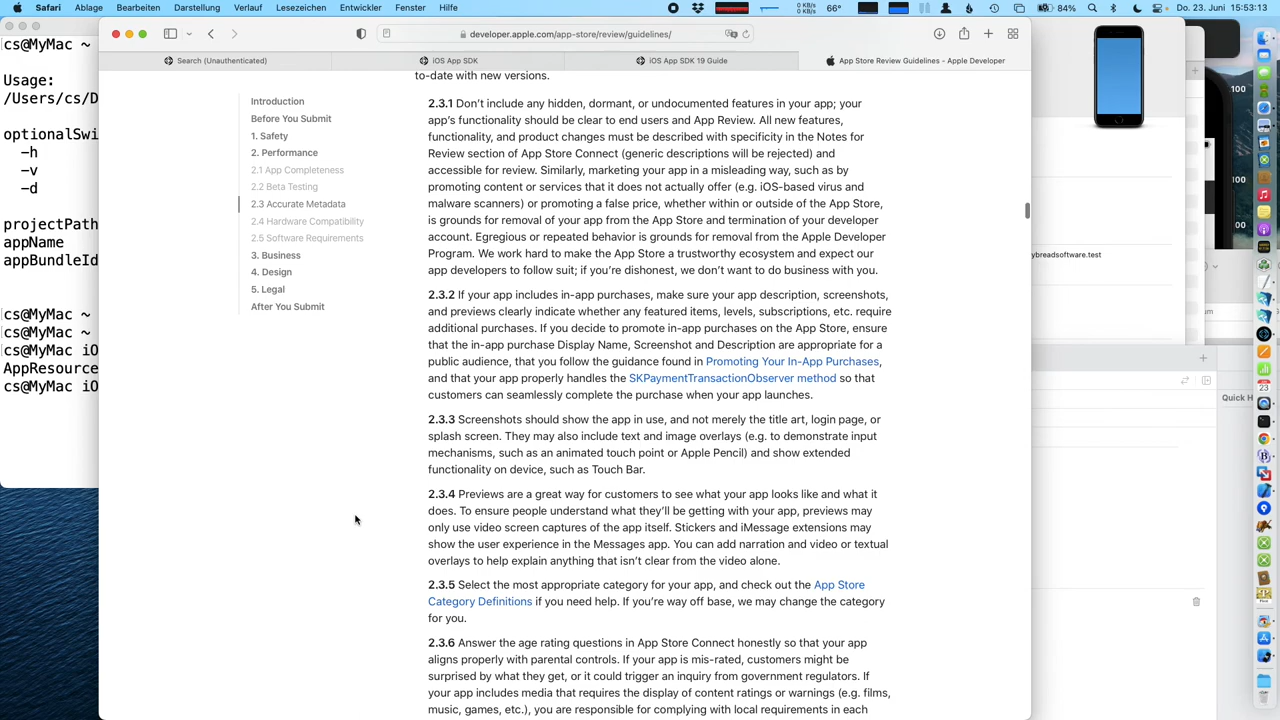 Safari Ablage Bearbeiten Darstellung Verlauf Lesezeichen Entwickler Fenster Hilfe
0 KB/s
0 KB/s
66°
84%
Do. 23.12.21 15:53:13
developer.apple.com/app-store/review/guidelines/
Search (Unauthenticated)
iOS App SDK
iOS App SDK 19 Guide
App Store Review Guidelines - Apple Developer
cs@MyMac ~
Usage:
/Users/cs/D
optionalSwi
-h
-v
-d
projectPath
appName
appBundleId
cs@MyMac ~
cs@MyMac ~
cs@MyMac iO
AppResource
cs@MyMac iO
Introduction
Before You Submit
1. Safety
2. Performance
2.1 App Completeness
2.2 Beta Testing
2.3 Accurate Metadata
2.4 Hardware Compatibility
2.5 Software Requirements
3. Business
4. Design
5. Legal
After You Submit
to-date with new versions.
2.3.1 Don't include any hidden, dormant, or undocumented features in your app; your
app's functionality should be clear to end users and App Review. All new features,
functionality, and product changes must be described with specificity in the Notes for
Review section of App Store Connect (generic descriptions will be rejected) and
accessible for review. Similarly, marketing your app in a misleading way, such as by
promoting content or services that it does not actually offer (e.g. iOS-based virus and
malware scanners) or promoting a false price, whether within or outside of the App Store,
is grounds for removal of your app from the App Store and termination of your developer
account. Egregious or repeated behavior is grounds for removal from the Apple Developer
Program. We work hard to make the App Store a trustworthy ecosystem and expect our
app developers to follow suit; if you're dishonest, we don't want to do business with you.
2.3.2 If your app includes in-app purchases, make sure your app description, screenshots,
and previews clearly indicate whether any featured items, levels, subscriptions, etc. require
additional purchases. If you decide to promote in-app purchases on the App Store, ensure
that the in-app purchase Display Name, Screenshot and Description are appropriate for a
public audience, that you follow the guidance found in Promoting Your In-App Purchases,
and that your app properly handles the SKPaymentTransactionObserver method so that
customers can seamlessly complete the purchase when your app launches.
2.3.3 Screenshots should show the app in use, and not merely the title art, login page, or
splash screen. They may also include text and image overlays (e.g. to demonstrate input
mechanisms, such as an animated touch point or Apple Pencil) and show extended
functionality on device, such as Touch Bar.
2.3.4 Previews are a great way for customers to see what your app looks like and what it
does. To ensure people understand what they'll be getting with your app, previews may
only use video screen captures of the app itself. Stickers and iMessage extensions may
show the user experience in the Messages app. You can add narration and video or textual
overlays to help explain anything that isn't clear from the video alone.
2.3.5 Select the most appropriate category for your app, and check out the App Store
Category Definitions if you need help. If you're way off base, we may change the category
for you.
2.3.6 Answer the age rating questions in App Store Connect honestly so that your app
aligns properly with parental controls. If your app is mis-rated, customers might be
surprised by what they get, or it could trigger an inquiry from government regulators. If
your app includes media that requires the display of content ratings or warnings (e.g. films,
music, games, etc.), you are responsible for complying with local requirements in each
100
100
ybreadsoftware.test
um
Quick H
23